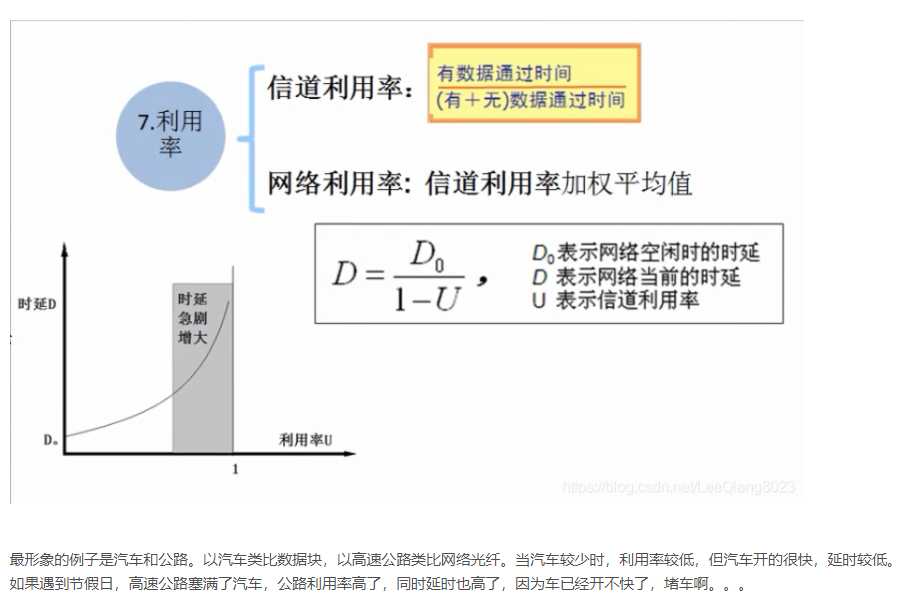 7.利用
率
信道利用率：
有数据通过时间
(有＋无)数据通过时间
网络利用率: 信道利用率加权平均值
D = D0 / 1−U ，
D0 表示网络空闲时的时延
D 表示网络当前的时延
U 表示信道利用率
时延D
时延
急剧
增大
D。
利用率U
1
https://blog.csdn.net/LeeQiang8023
最形象的例子是汽车和公路。以汽车类比数据块，以高速公路类比网络光纤。当汽车较少时，利用率较低，但汽车开的很快，延时较低。
如果遇到节假日，高速公路塞满了汽车，公路利用率高了，同时延时也高了，因为车已经开不快了，堵车啊。。。